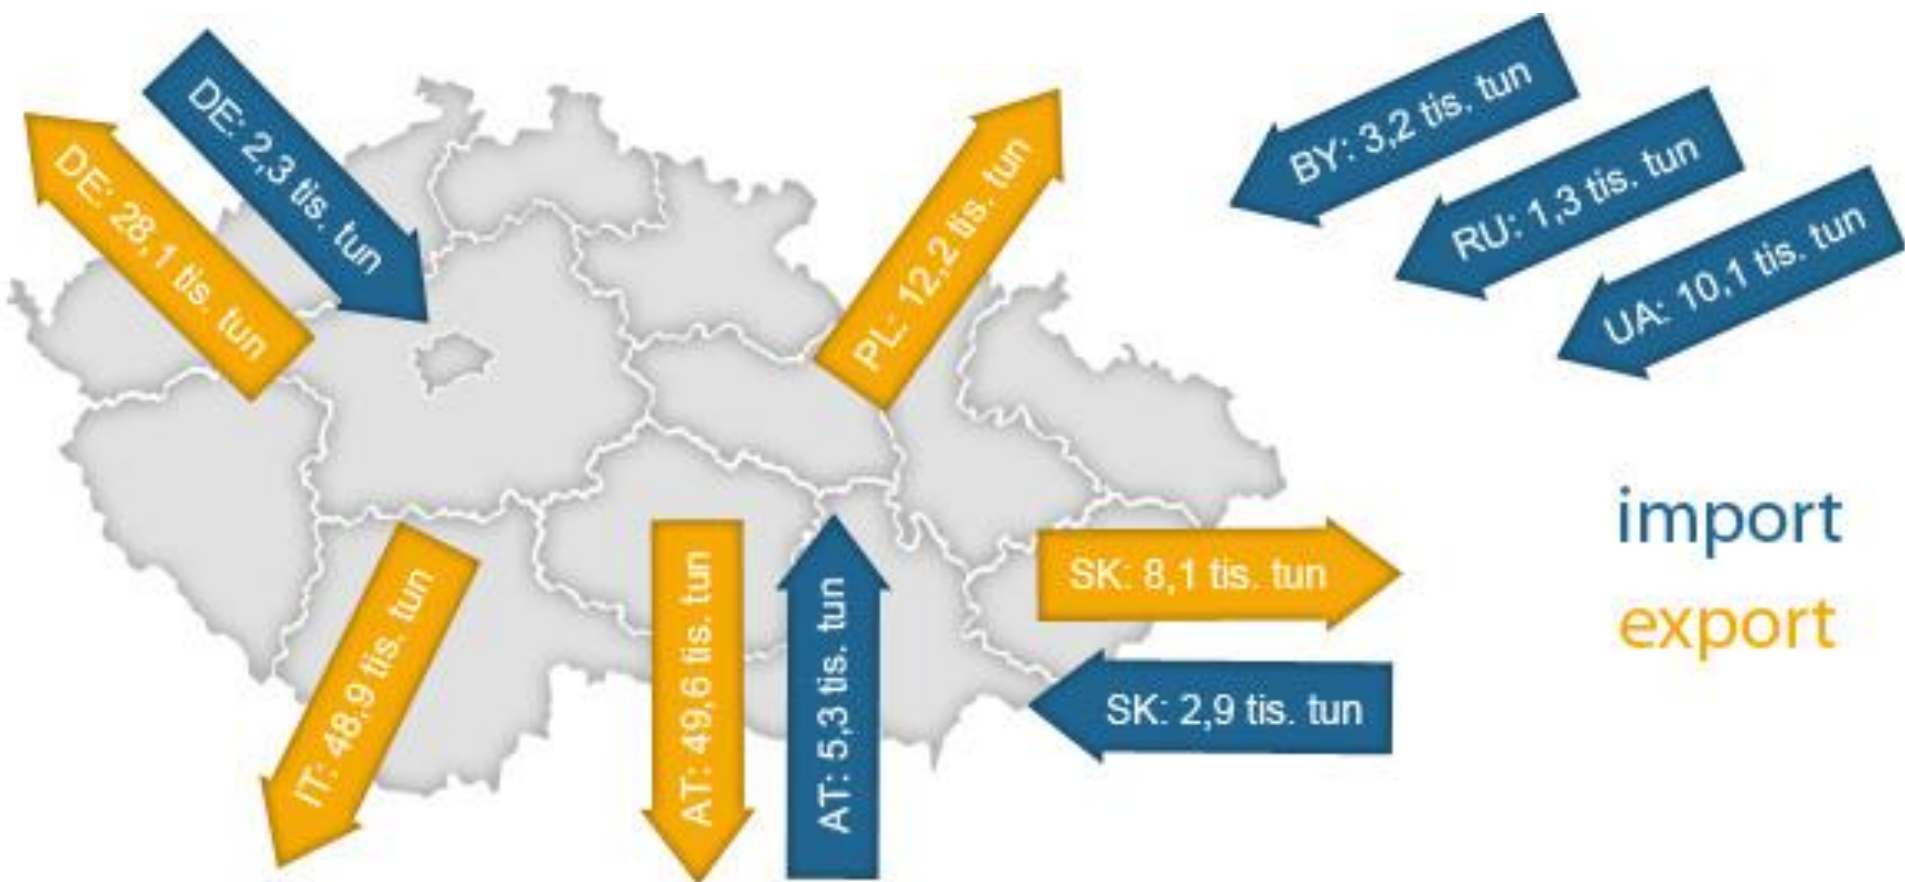 DE: 2,3 tis. tun
DE: 28,1 tis. tun
PL: 12,2 tis. tun
BY: 3,2 tis. tun
RU: 1,3 tis. tun
UA: 10,1 tis. tun
import
export
SK: 8,1 tis. tun
SK: 2,9 tis. tun
IT: 48,9 tis. tun
AT: 49,6 tis. tun
AT: 5,3 tis. tun